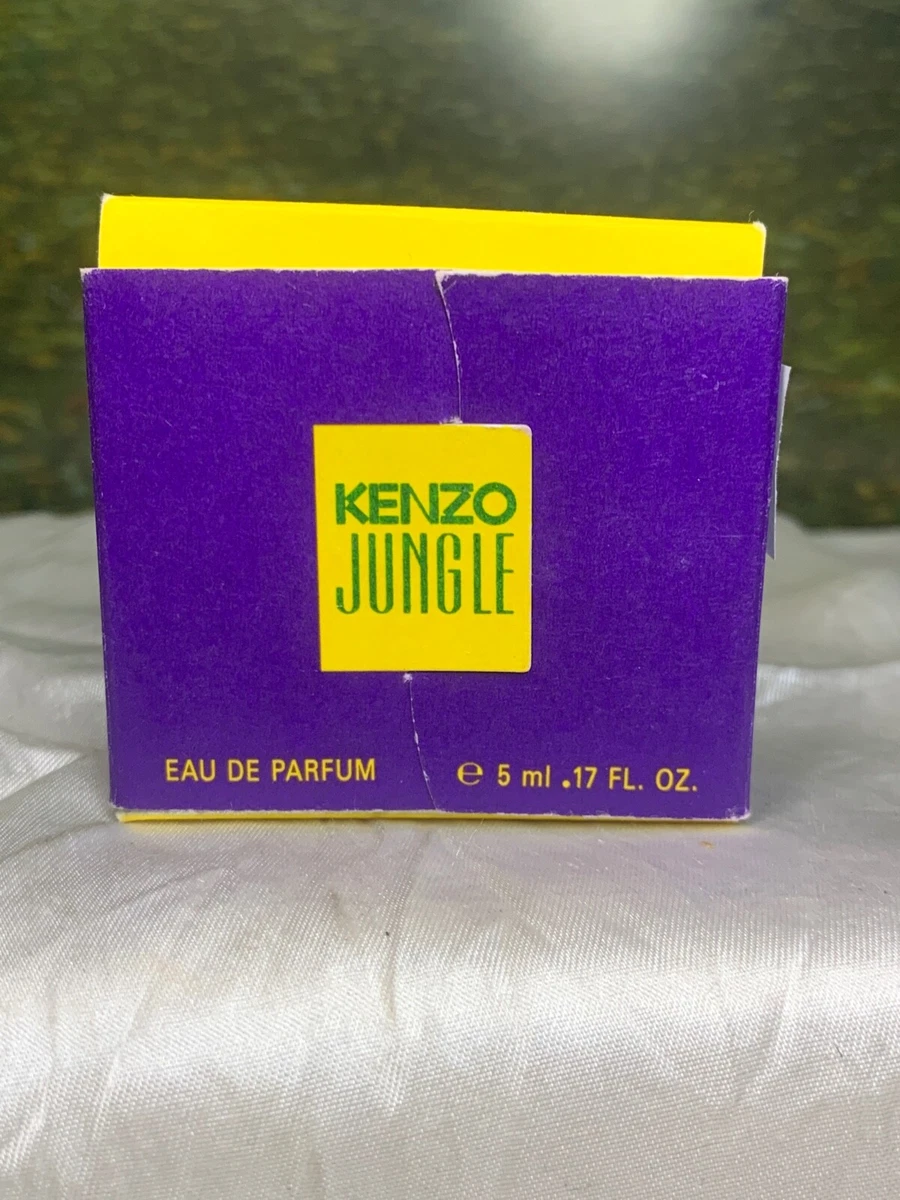 KENZO
JUNGLE
EAU DE PARFUM ℮ 5 ml .17 FL. OZ.